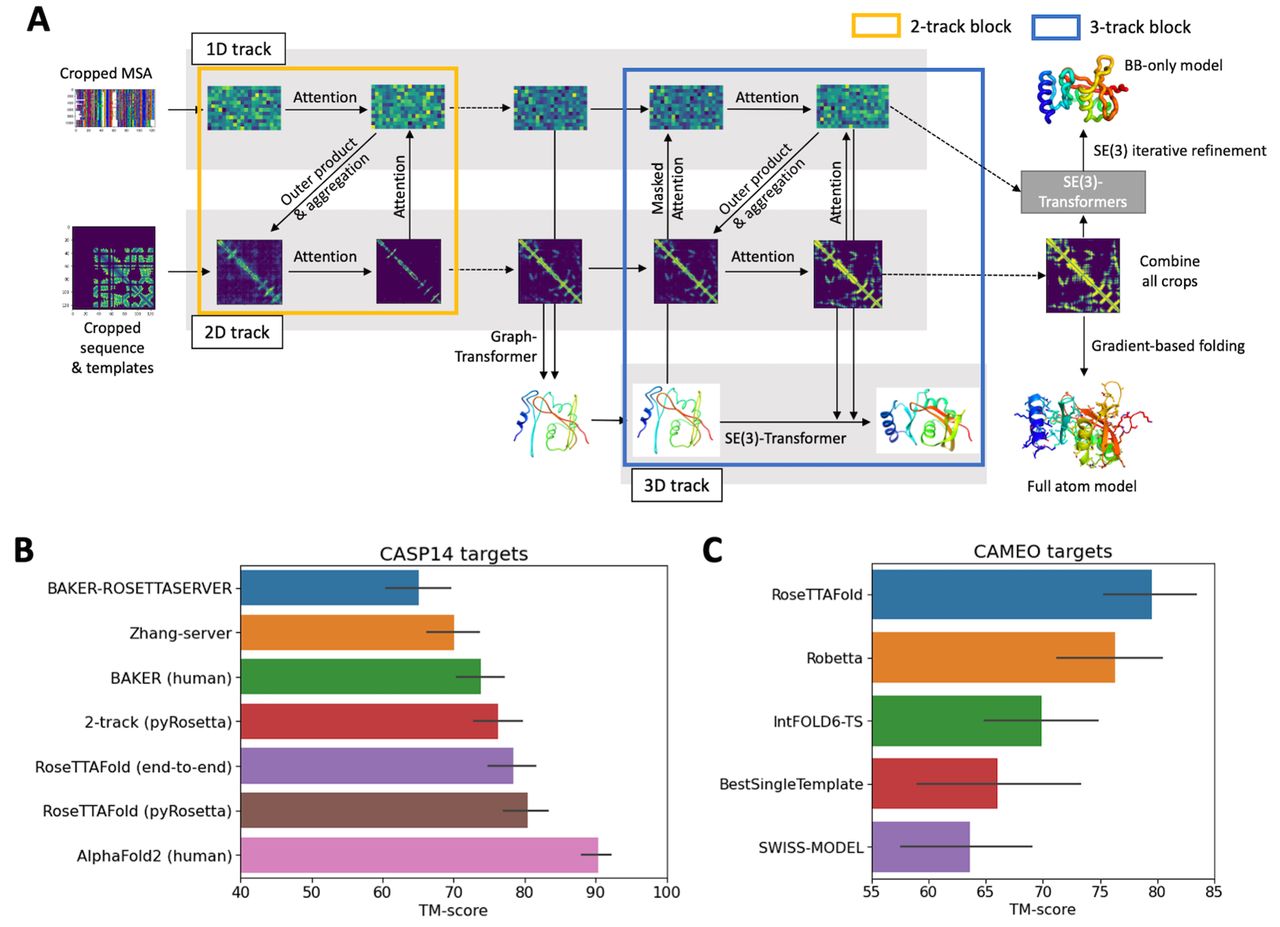 A
2-track block
3-track block
1D track
Cropped MSA
Attention
Attention
BB-only model
Outer product
& aggregation
Attention
Masked
Attention
Outer product
& aggregation
Attention
SE(3) iterative refinement
SE(3)-
Transformers
Attention
Attention
Combine
all crops
Cropped
sequence
& templates
2D track
Graph-
Transformer
Gradient-based folding
SE(3)-Transformer
3D track
Full atom model
B
CASP14 targets
BAKER-ROSETTASERVER
Zhang-server
BAKER (human)
2-track (pyRosetta)
RoseTTAFold (end-to-end)
RoseTTAFold (pyRosetta)
AlphaFold2 (human)
40 50 60 70 80 90 100
TM-score
C
CAMEO targets
RoseTTAFold
Robetta
IntFOLD6-TS
BestSingleTemplate
SWISS-MODEL
55 60 65 70 75 80 85
TM-score